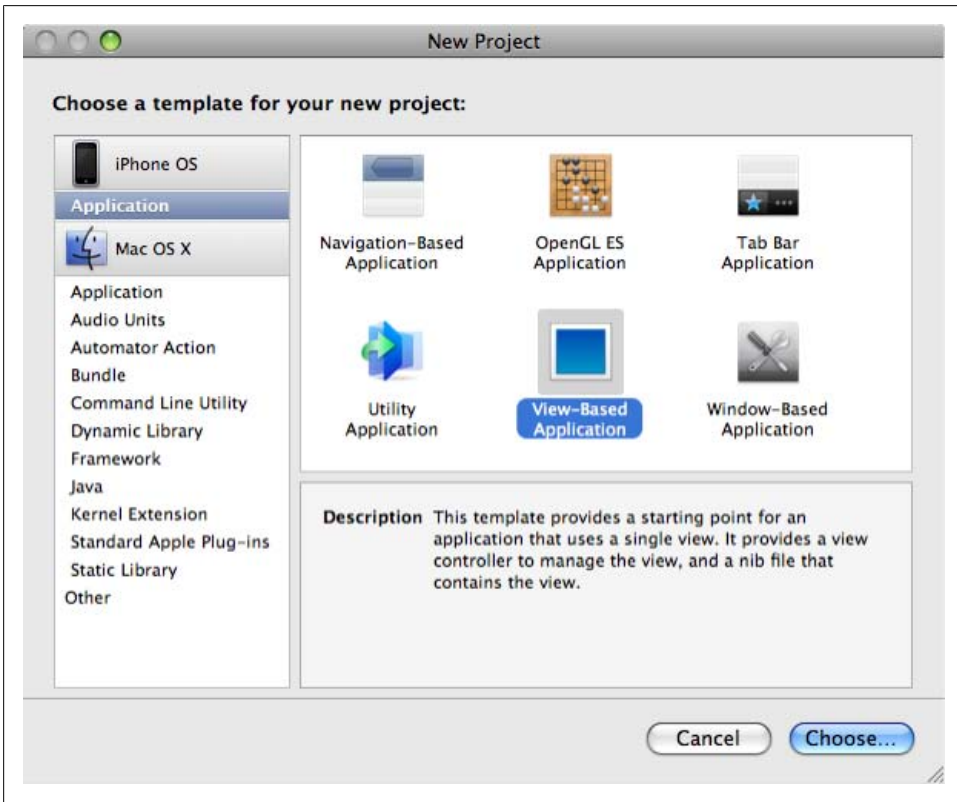 New Project
Choose a template for your new project:
iPhone OS
Application
Mac OS X
Application
Audio Units
Automator Action
Bundle
Command Line Utility
Dynamic Library
Framework
Java
Kernel Extension
Standard Apple Plug-ins
Static Library
Other
Navigation-Based
Application
OpenGL ES
Application
Tab Bar
Application
Utility
Application
View-Based
Application
Window-Based
Application
Description This template provides a starting point for an
application that uses a single view. It provides a view
controller to manage the view, and a nib file that
contains the view.
Cancel
Choose...